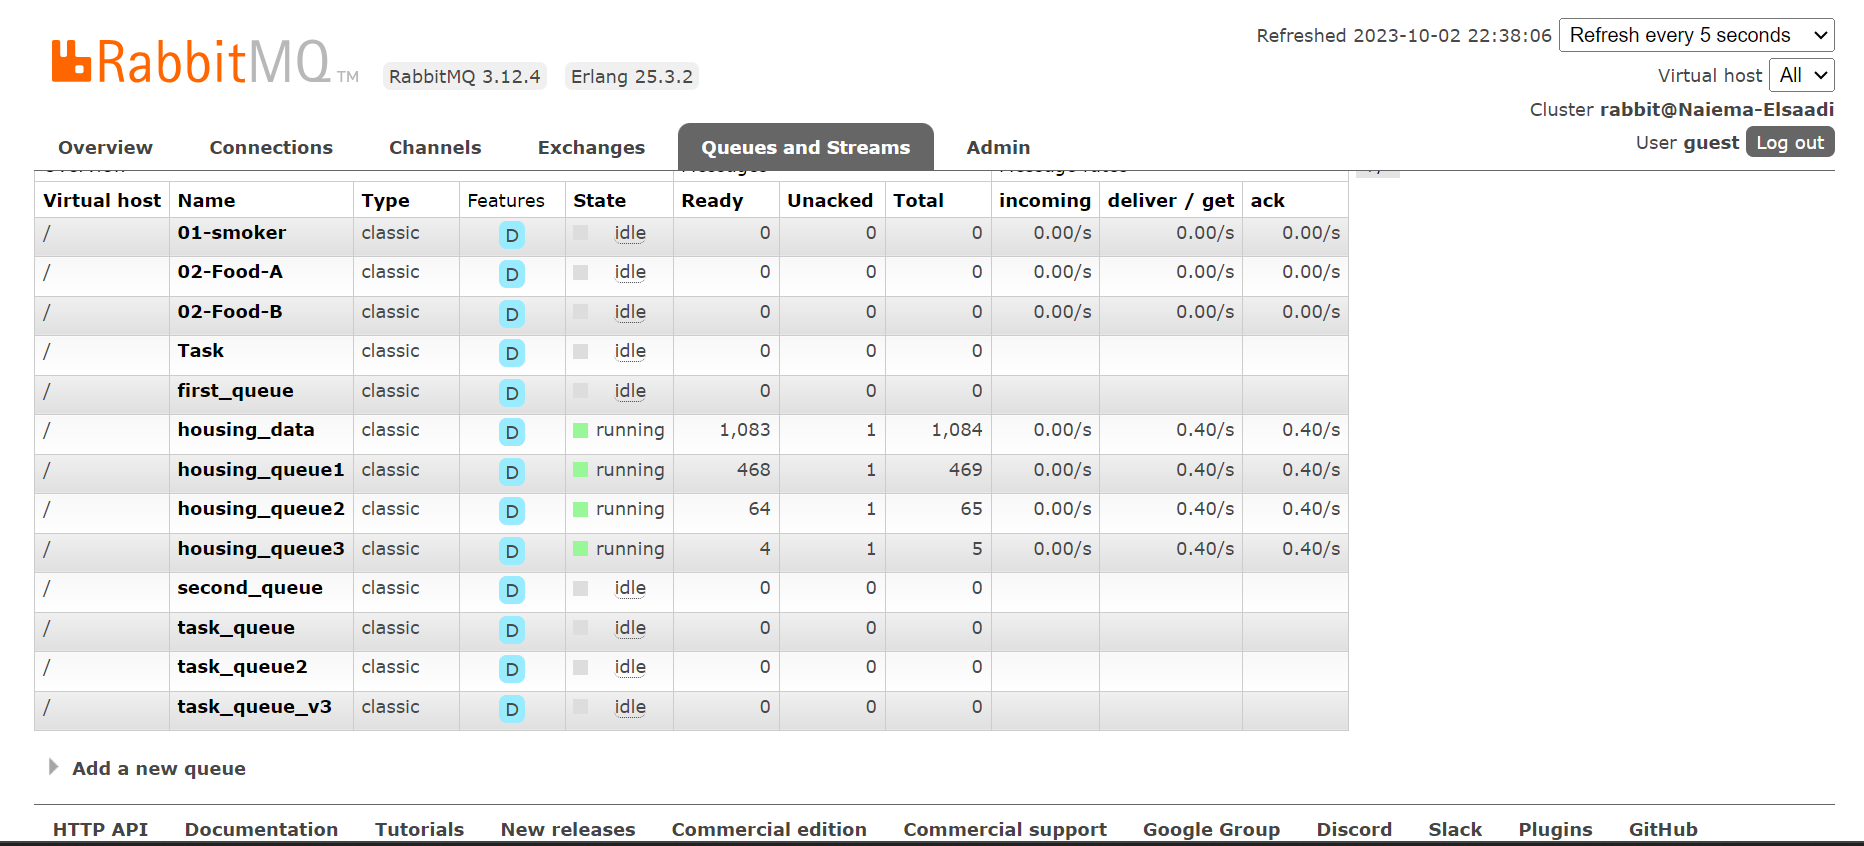 Refreshed 2023-10-02 22:38:06 Refresh every 5 seconds
RabbitMQ TM RabbitMQ 3.12.4 Erlang 25.3.2
Virtual host All
Cluster rabbit@Naiema-Elsaadi
User guest Log out
Overview Connections Channels Exchanges Queues and Streams Admin
Virtual host Name Type Features State Ready Unacked Total incoming deliver / get ack
/ 01-smoker classic D idle 0 0 0 0.00/s 0.00/s 0.00/s
/ 02-Food-A classic D idle 0 0 0 0.00/s 0.00/s 0.00/s
/ 02-Food-B classic D idle 0 0 0 0.00/s 0.00/s 0.00/s
/ Task classic D idle 0 0 0
/ first_queue classic D idle 0 0 0
/ housing_data classic D running 1,083 1 1,084 0.00/s 0.40/s 0.40/s
/ housing_queue1 classic D running 468 1 469 0.00/s 0.40/s 0.40/s
/ housing_queue2 classic D running 64 1 65 0.00/s 0.40/s 0.40/s
/ housing_queue3 classic D running 4 1 5 0.00/s 0.40/s 0.40/s
/ second_queue classic D idle 0 0 0
/ task_queue classic D idle 0 0 0
/ task_queue2 classic D idle 0 0 0
/ task_queue_v3 classic D idle 0 0 0
Add a new queue
HTTP API Documentation Tutorials New releases Commercial edition Commercial support Google Group Discord Slack Plugins GitHub